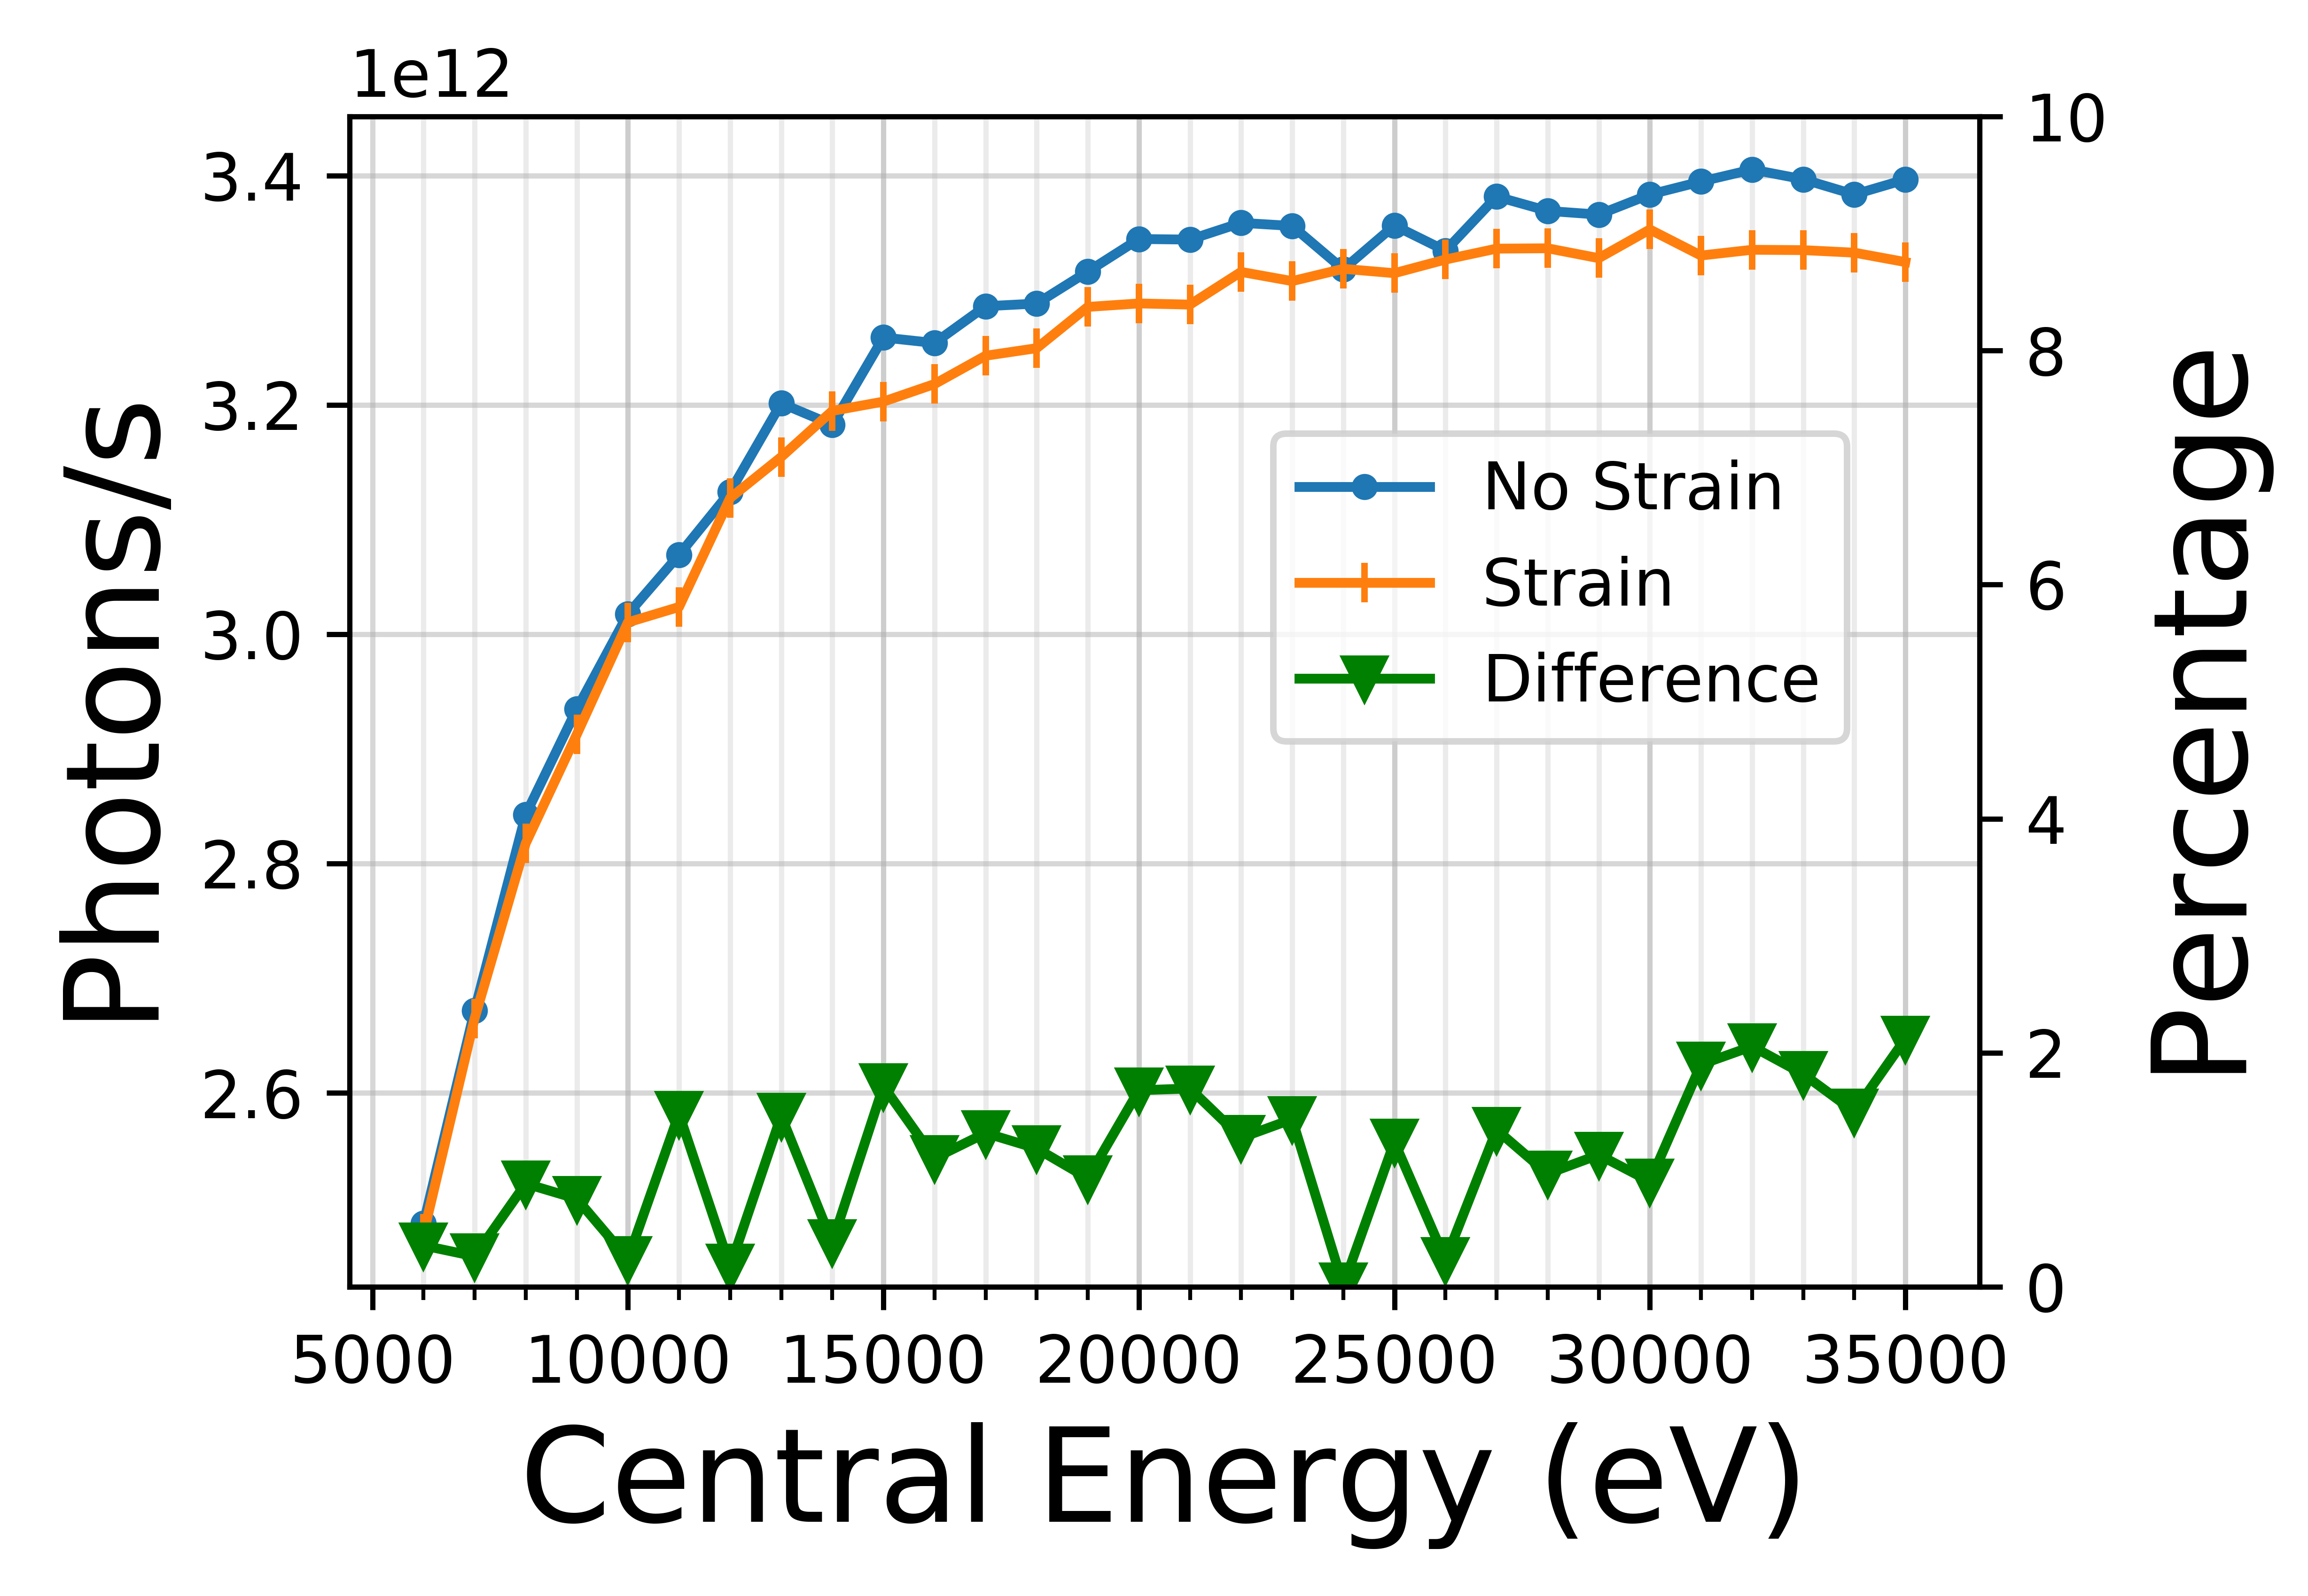 1e12
3.4
3.2
3.0
2.8
2.6
Photons/s
10
8
6
4
2
0
Percentage
No Strain
Strain
Difference
5000 10000 15000 20000 25000 30000 35000
Central Energy (eV)